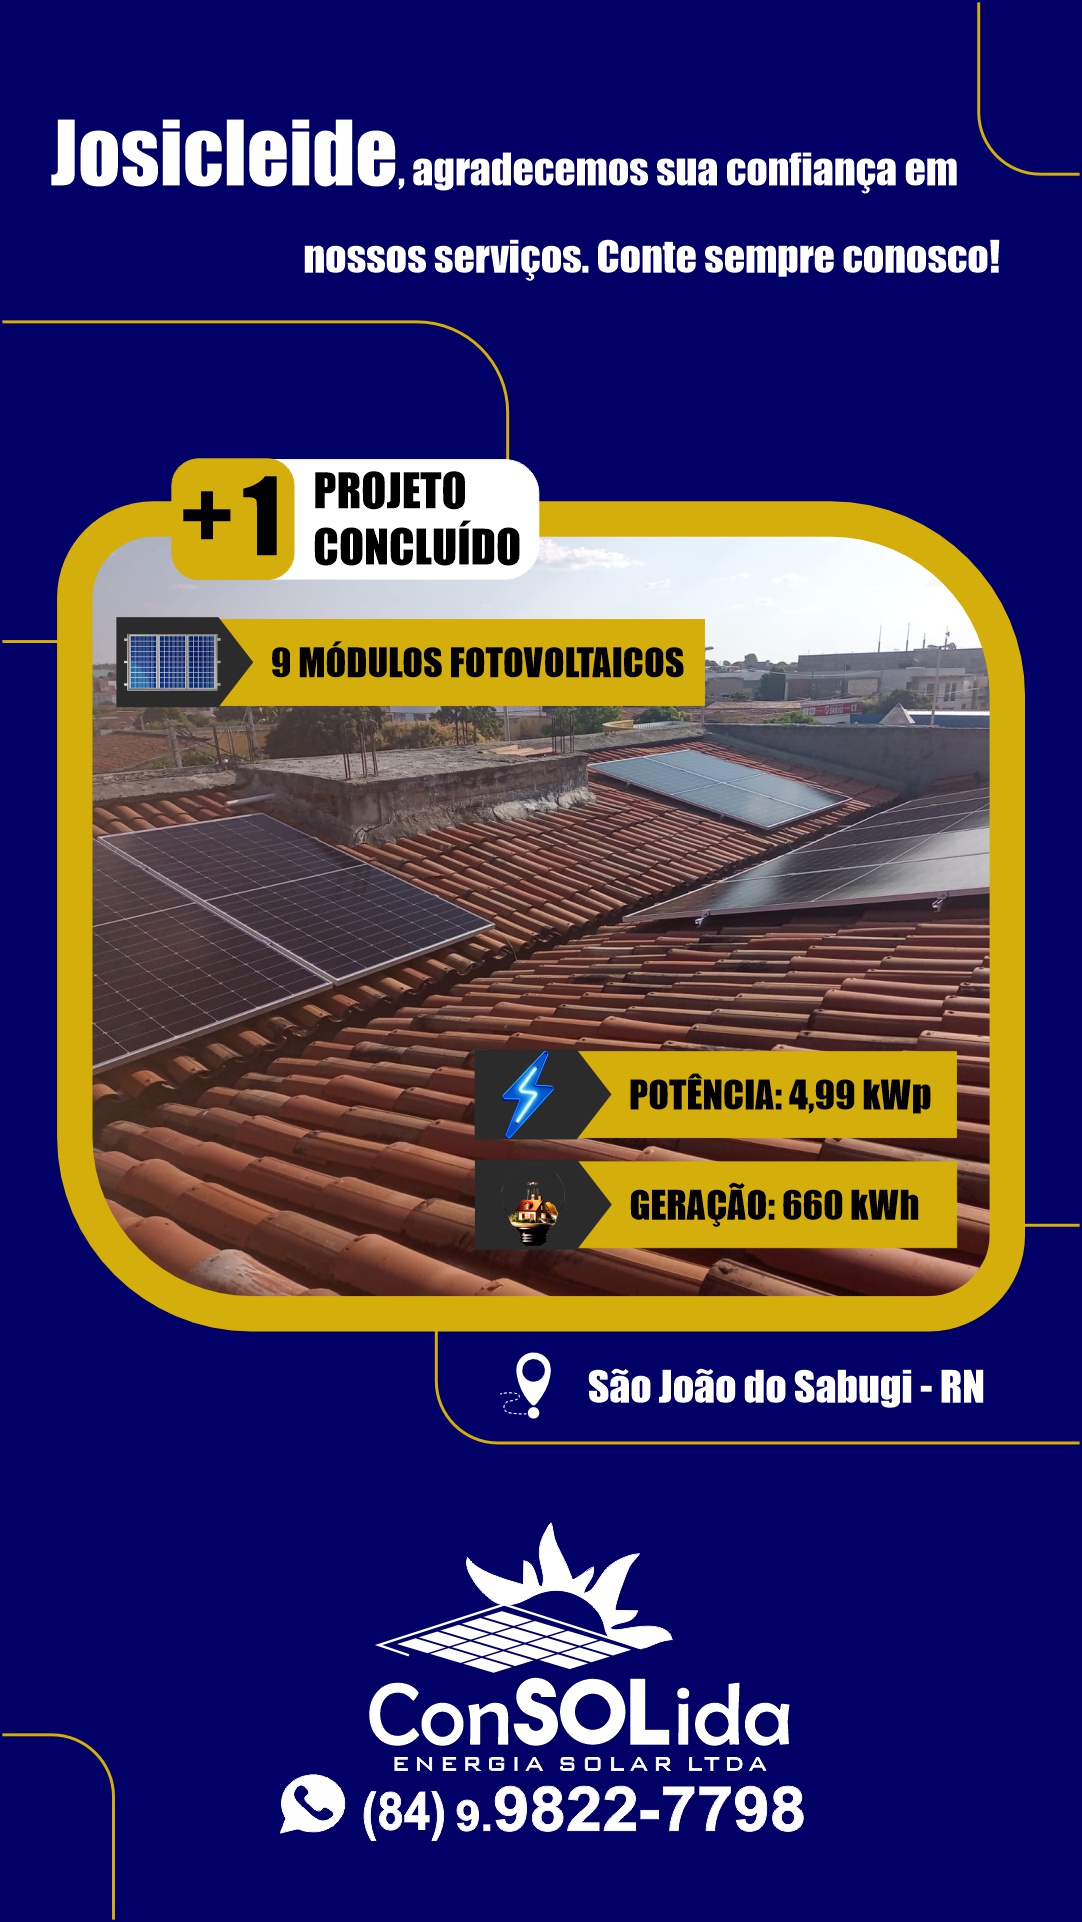 Josicleide, agradecemos sua confiança em
nossos serviços. Conte sempre conosco!
+1 PROJETO
CONCLUÍDO
9 MÓDULOS FOTOVOLTAICOS
POTÊNCIA: 4,99 kWp
GERAÇÃO: 660 kWh
São João do Sabugi - RN
ConSOLida
ENERGIA SOLAR LTDA
(84) 9.9822-7798